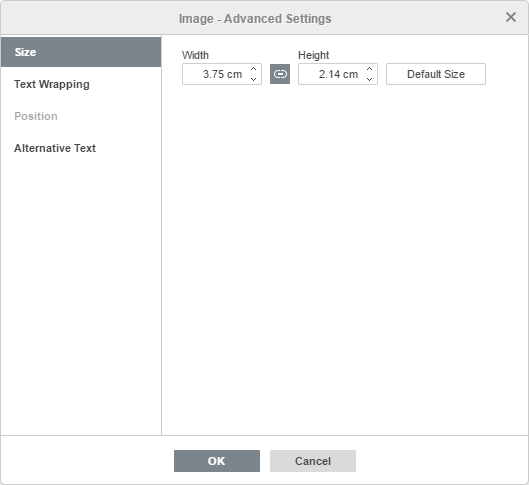 Image - Advanced Settings
Size
Text Wrapping
Position
Alternative Text
Width
Height
3.75 cm
2.14 cm
Default Size
OK
Cancel